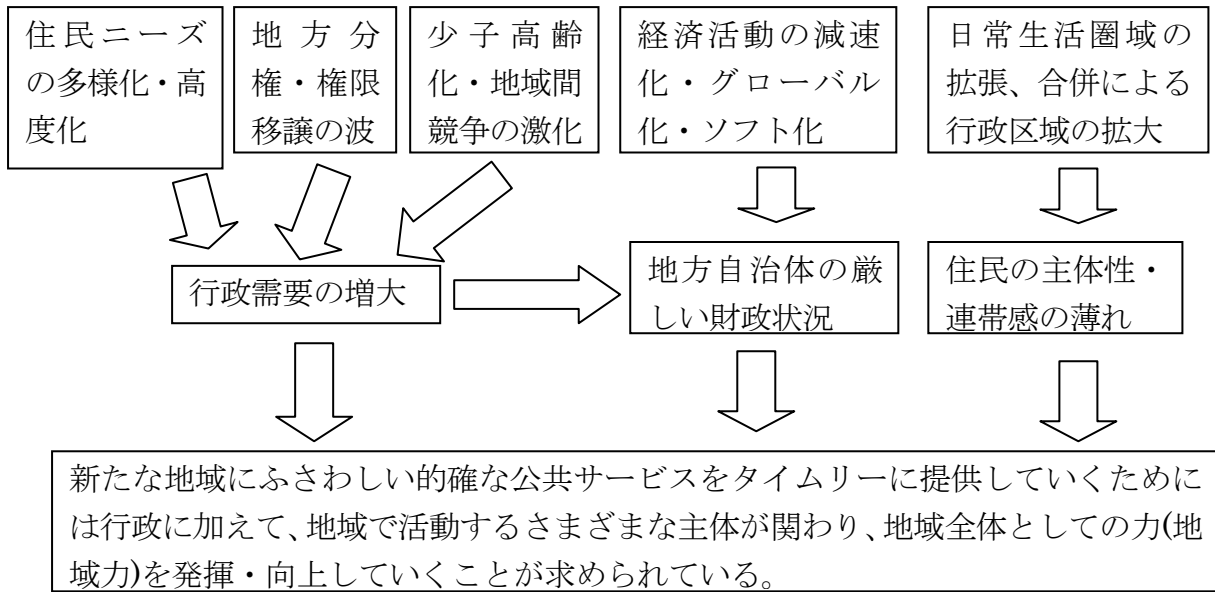 住民ニーズ
の多様化・高
度化
地方分
権・権限
移譲の波
少子高齢
化・地域間
競争の激化
経済活動の減速
化・グローバル
化・ソフト化
日常生活圏域の
拡張、合併による
行政区域の拡大
行政需要の増大
地方自治体の厳
しい財政状況
住民の主体性・
連帯感の薄れ
新たな地域にふさわしい的確な公共サービスをタイムリーに提供していくために
は行政に加えて、地域で活動するさまざまな主体が関わり、地域全体としての力(地
域力)を発揮・向上していくことが求められている。